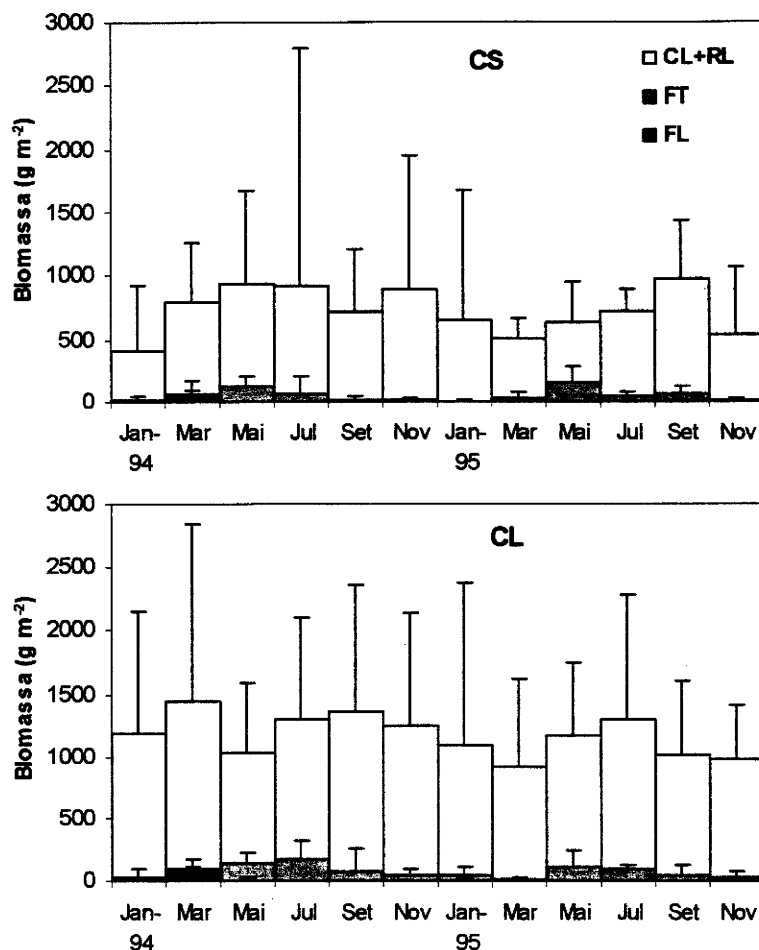 3000
2500
2000
1500
1000
500
0
Biomassa (g m-2)
CS
CL+RL
FT
FL
Jan-94 Mar Mai Jul Set Nov Jan-95 Mar Mai Jul Set Nov
3000
2500
2000
1500
1000
500
0
Biomassa (g m-2)
CL
Jan-94 Mar Mai Jul Set Nov Jan-95 Mar Mai Jul Set Nov